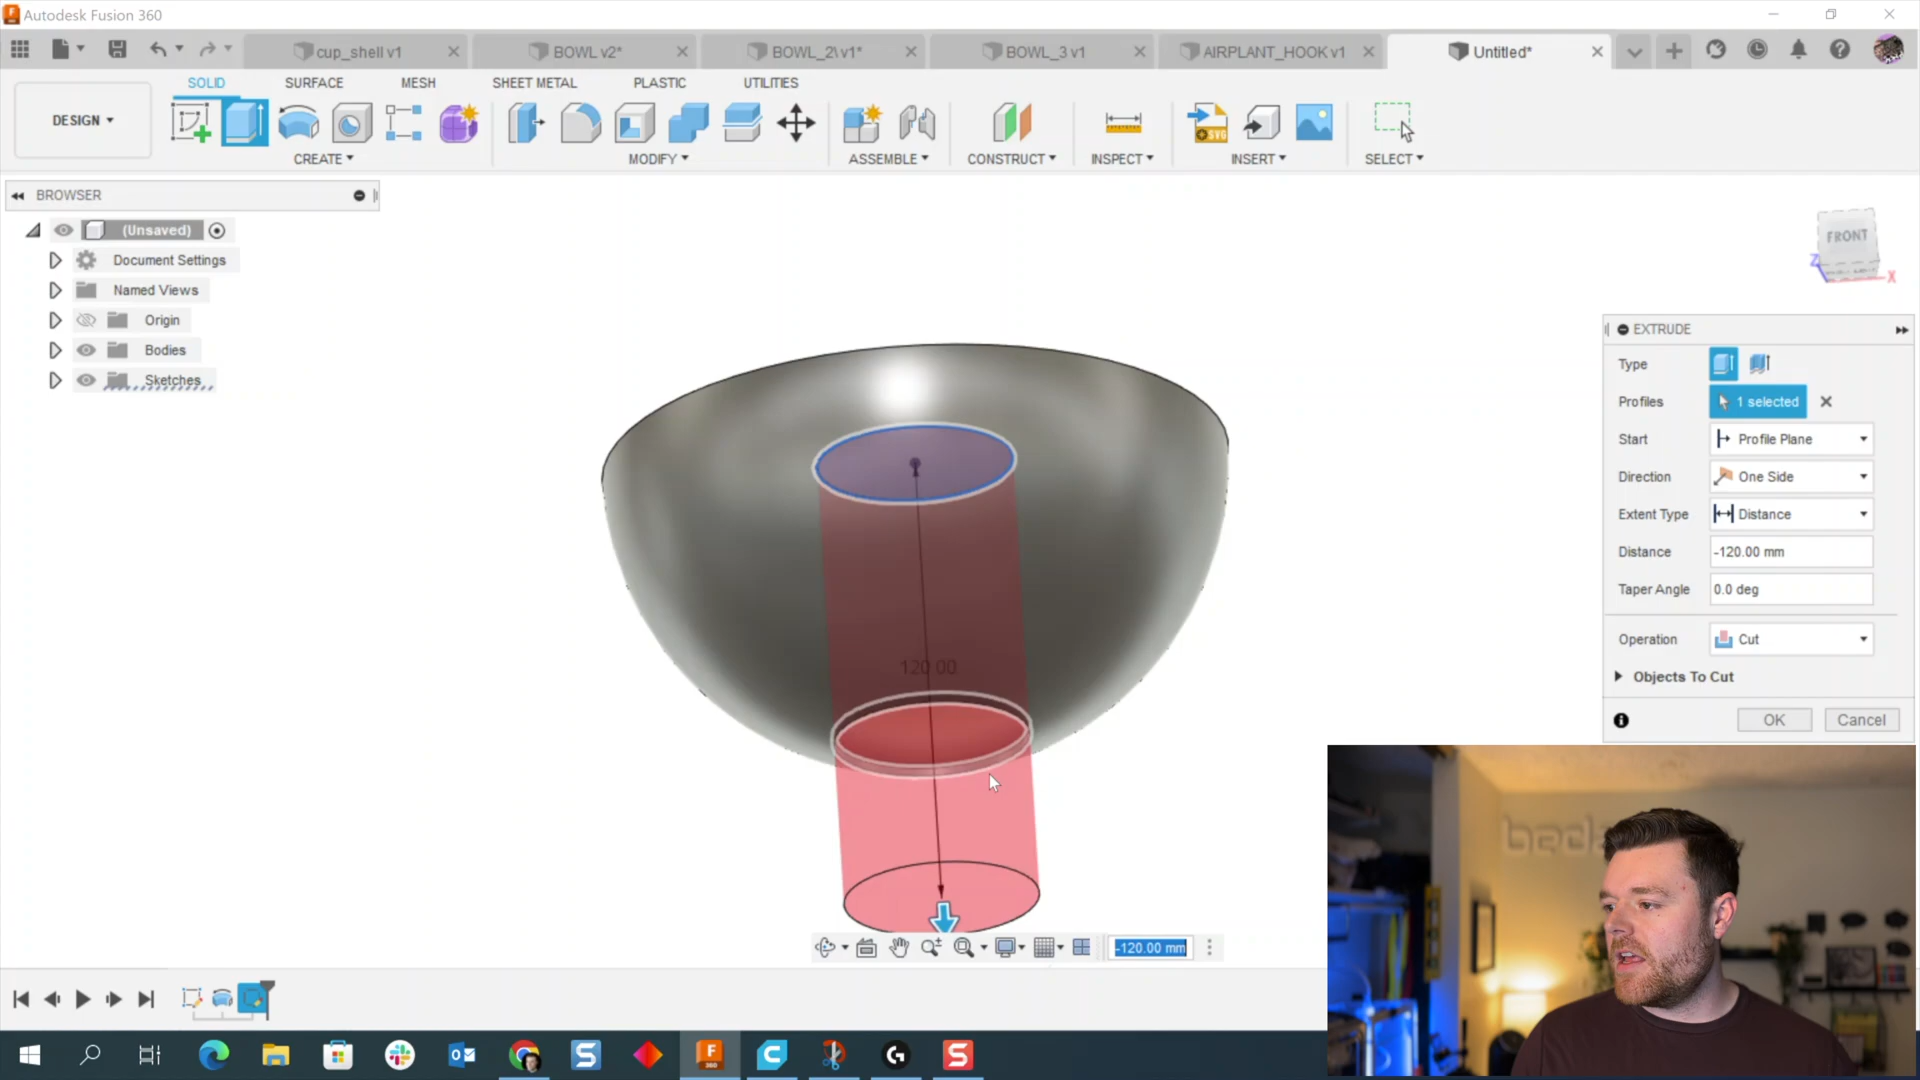 Autodesk Fusion 360
cup_shell v1
BOWL v2*
BOWL_2\v1*
BOWL_3 v1
AIRPLANT_HOOK v1
Untitled*
SOLID
SURFACE
MESH
SHEET METAL
PLASTIC
UTILITIES
DESIGN
CREATE
MODIFY
ASSEMBLE
CONSTRUCT
INSPECT
INSERT
SELECT
SVG
BROWSER
(Unsaved)
Document Settings
Named Views
Origin
Bodies
Sketches
FRONT
Z
X
EXTRUDE
Type
Profiles 1 selected
Start Profile Plane
Direction One Side
Extent Type Distance
Distance -120.00 mm
Taper Angle 0.0 deg
Operation Cut
Objects To Cut
OK Cancel
120.00
-120.00 mm